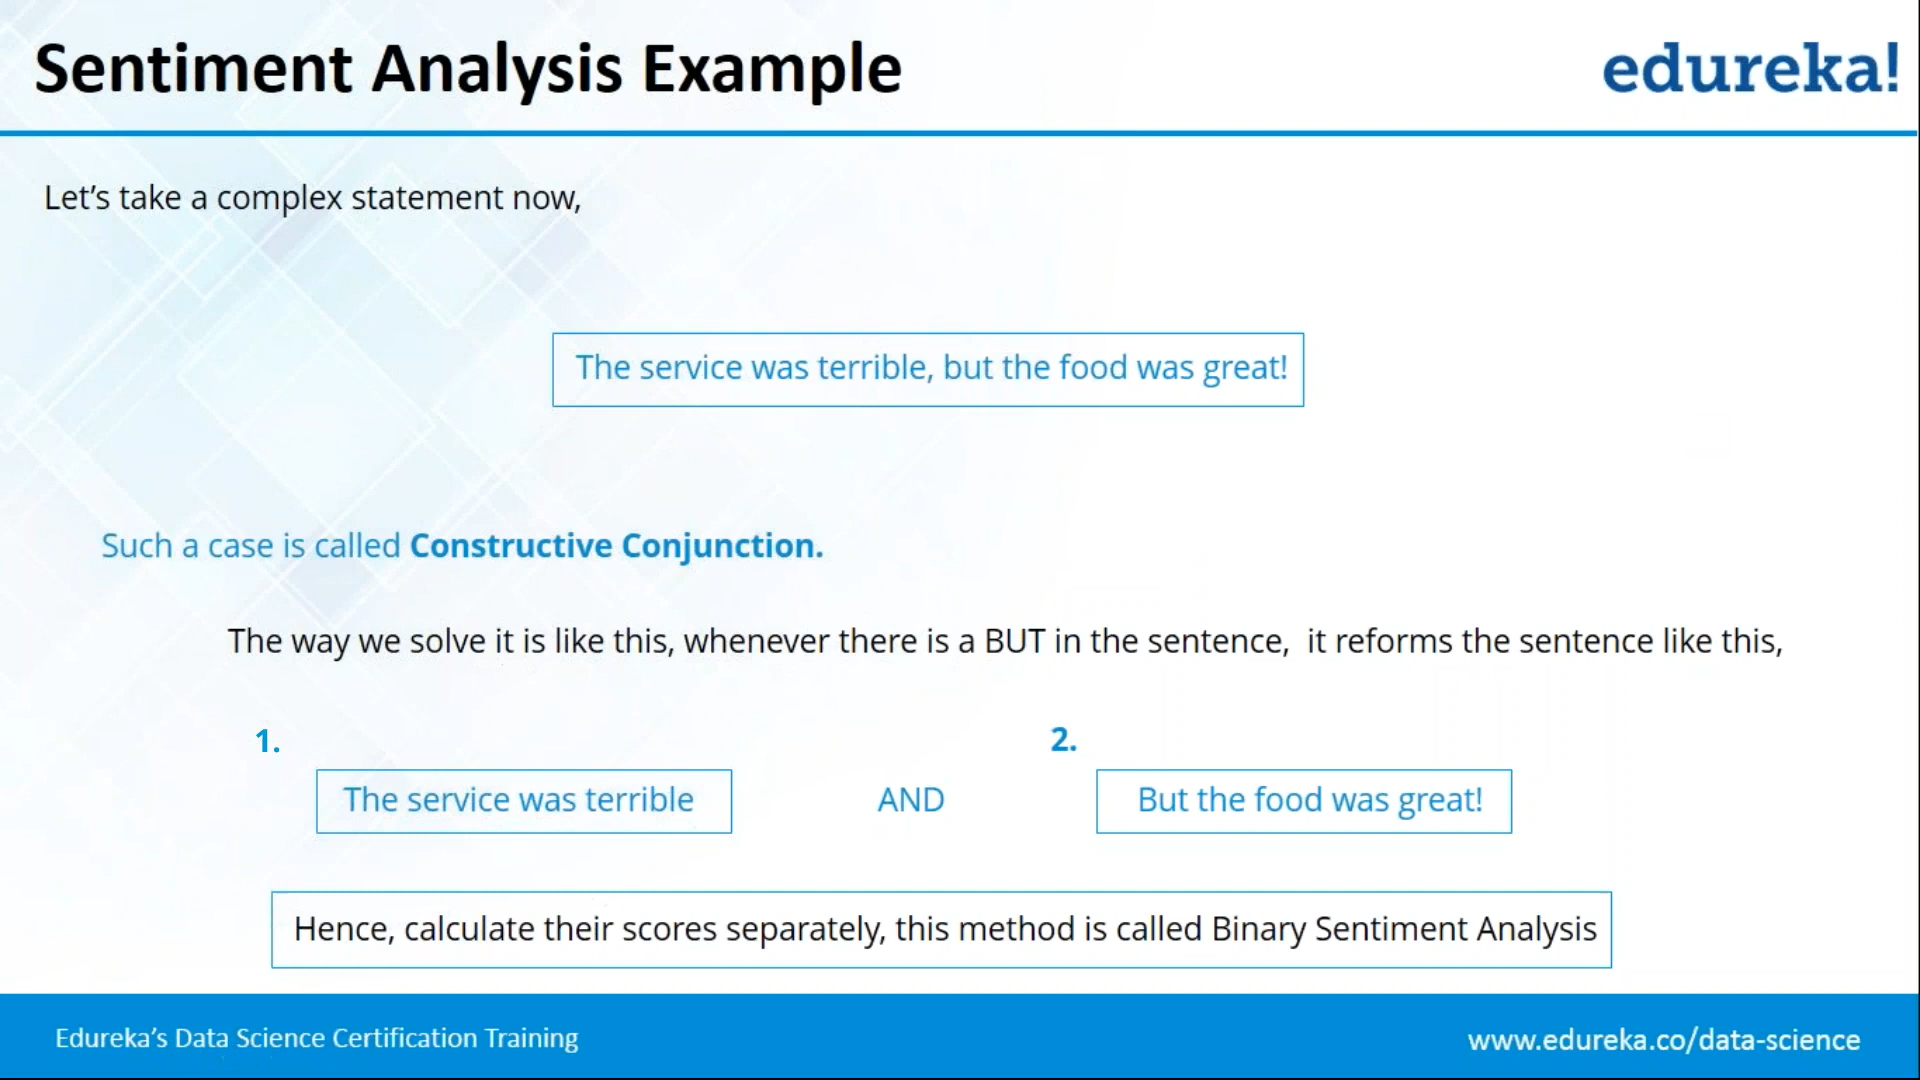 Sentiment Analysis Example
edureka!
Let’s take a complex statement now,
The service was terrible, but the food was great!
Such a case is called Constructive Conjunction.
The way we solve it is like this, whenever there is a BUT in the sentence,  it reforms the sentence like this,
1.
2.
The service was terrible
AND
But the food was great!
Hence, calculate their scores separately, this method is called Binary Sentiment Analysis
Edureka’s Data Science Certification Training
www.edureka.co/data-science